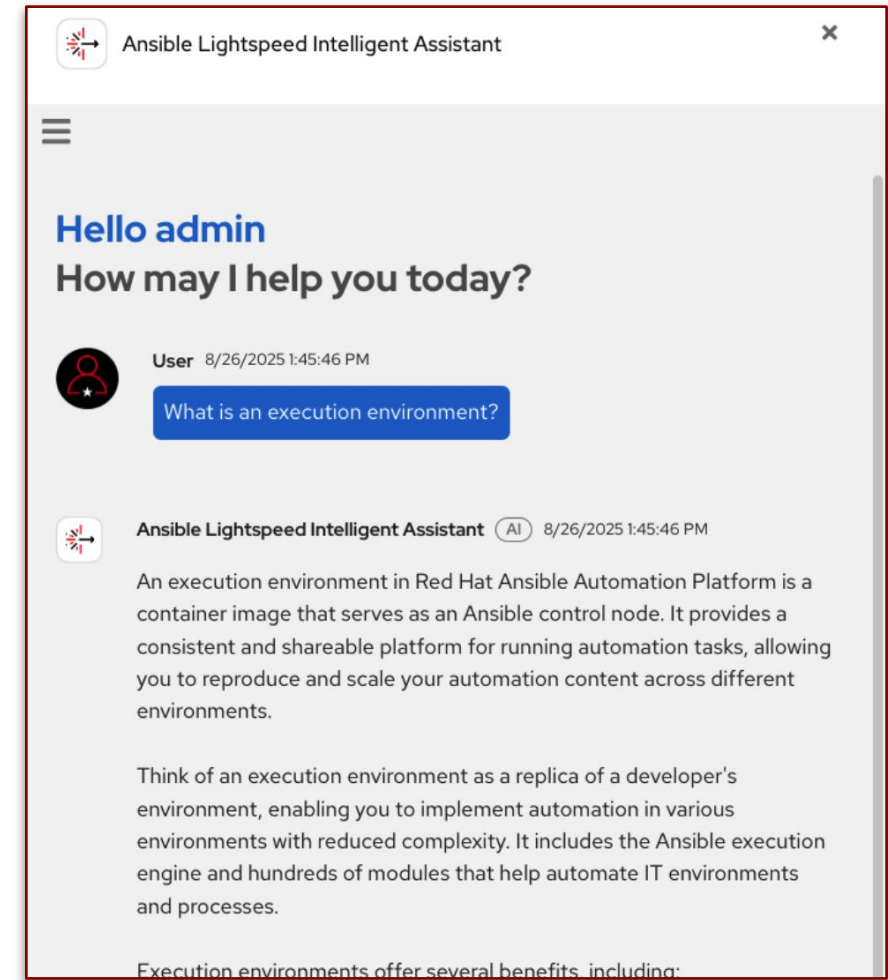 Ansible Lightspeed Intelligent Assistant
Hello admin
How may I help you today?
User 8/26/2025 1:45:46 PM
What is an execution environment?
Ansible Lightspeed Intelligent Assistant AI 8/26/2025 1:45:46 PM
An execution environment in Red Hat Ansible Automation Platform is a
container image that serves as an Ansible control node. It provides a
consistent and shareable platform for running automation tasks, allowing
you to reproduce and scale your automation content across different
environments.
Think of an execution environment as a replica of a developer's
environment, enabling you to implement automation in various
environments with reduced complexity. It includes the Ansible execution
engine and hundreds of modules that help automate IT environments
and processes.
Execution environments offer several benefits, including: